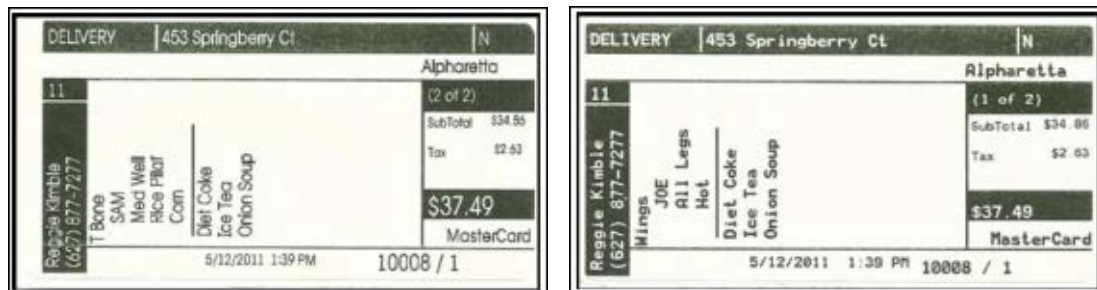 DELIVERY 453 Springberry Ct N
Alpharetta
11
(2 of 2)
SubTotal $34.86
Tax $2.63
$37.49
MasterCard
Reggie Kimble
(627) 877-7277
T Bone
SAM
Med Well
Rice Pilaf
Corn
Diet Coke
Ice Tea
Onion Soup
5/12/2011 1:39 PM 10008 / 1
DELIVERY 453 Springberry Ct N
Alpharetta
11
(1 of 2)
SubTotal $34.86
Tax $2.63
$37.49
MasterCard
Reggie Kimble
(627) 877-7277
Wings
JOE
All Legs
Hot
Diet Coke
Ice Tea
Onion Soup
5/12/2011 1:39 PM 10008 / 1